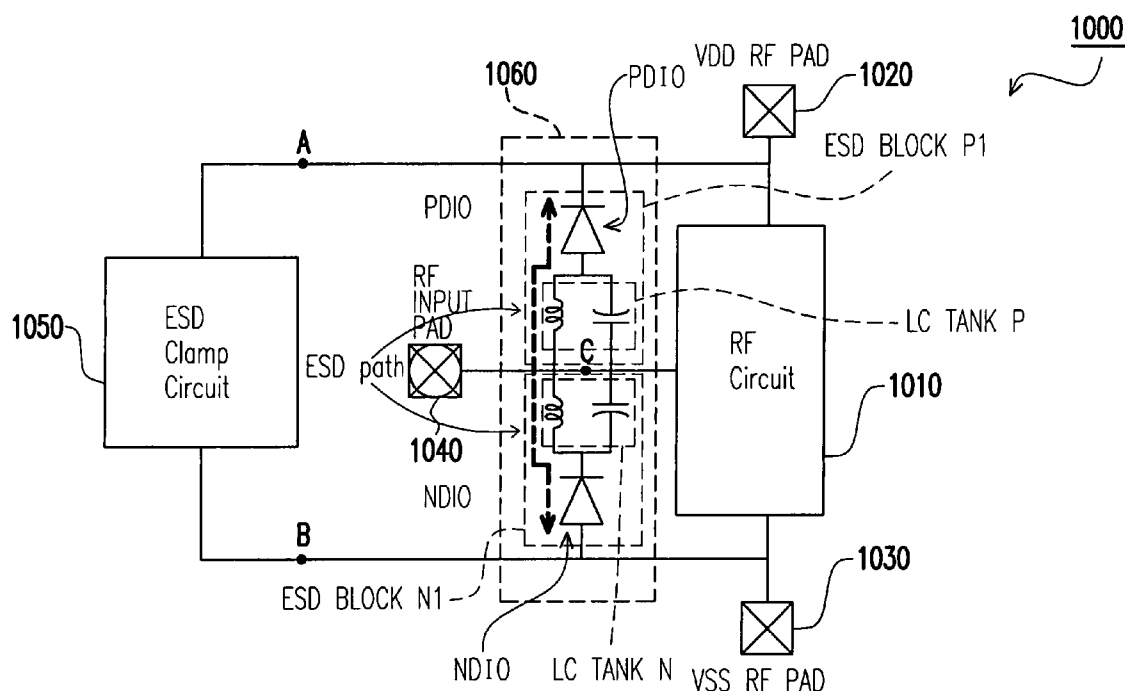 1000
VDD RF PAD
1060
PDIO
1020
ESD BLOCK P1
A
PDIO
RF
INPUT
PAD
LC TANK P
1050
ESD
Clamp
Circuit
ESD path
C
RF
Circuit
1010
1040
NDIO
B
1030
ESD BLOCK N1
NDIO
LC TANK N
VSS RF PAD